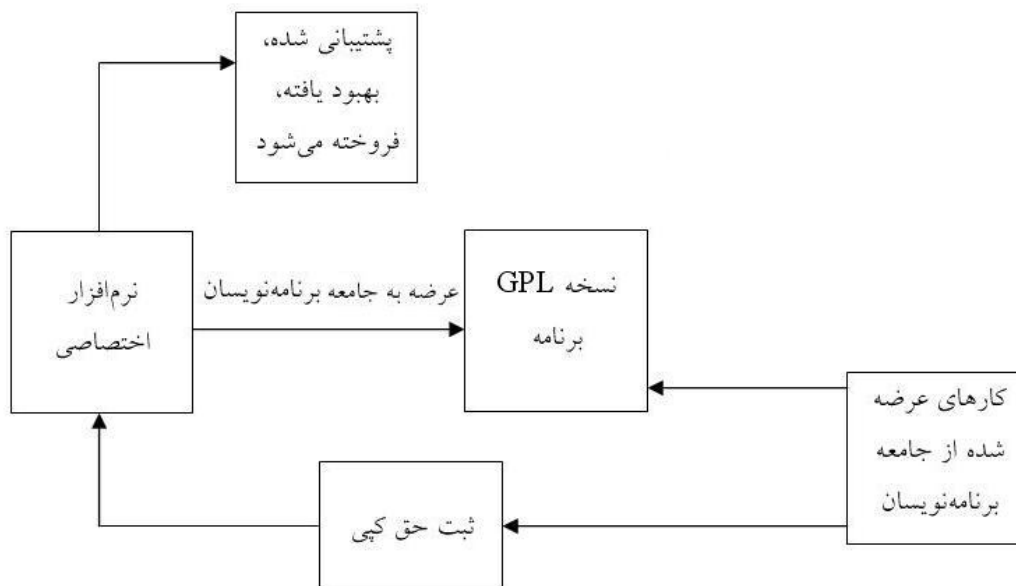 پشتیبانی شده،
بهبود یافته،
فروخته می‌شود
نرم‌افزار
اختصاصی
عرضه به جامعه برنامه‌نویسان
نسخه GPL
برنامه
کارهای عرضه
شده از جامعه
برنامه‌نویسان
ثبت حق کپی